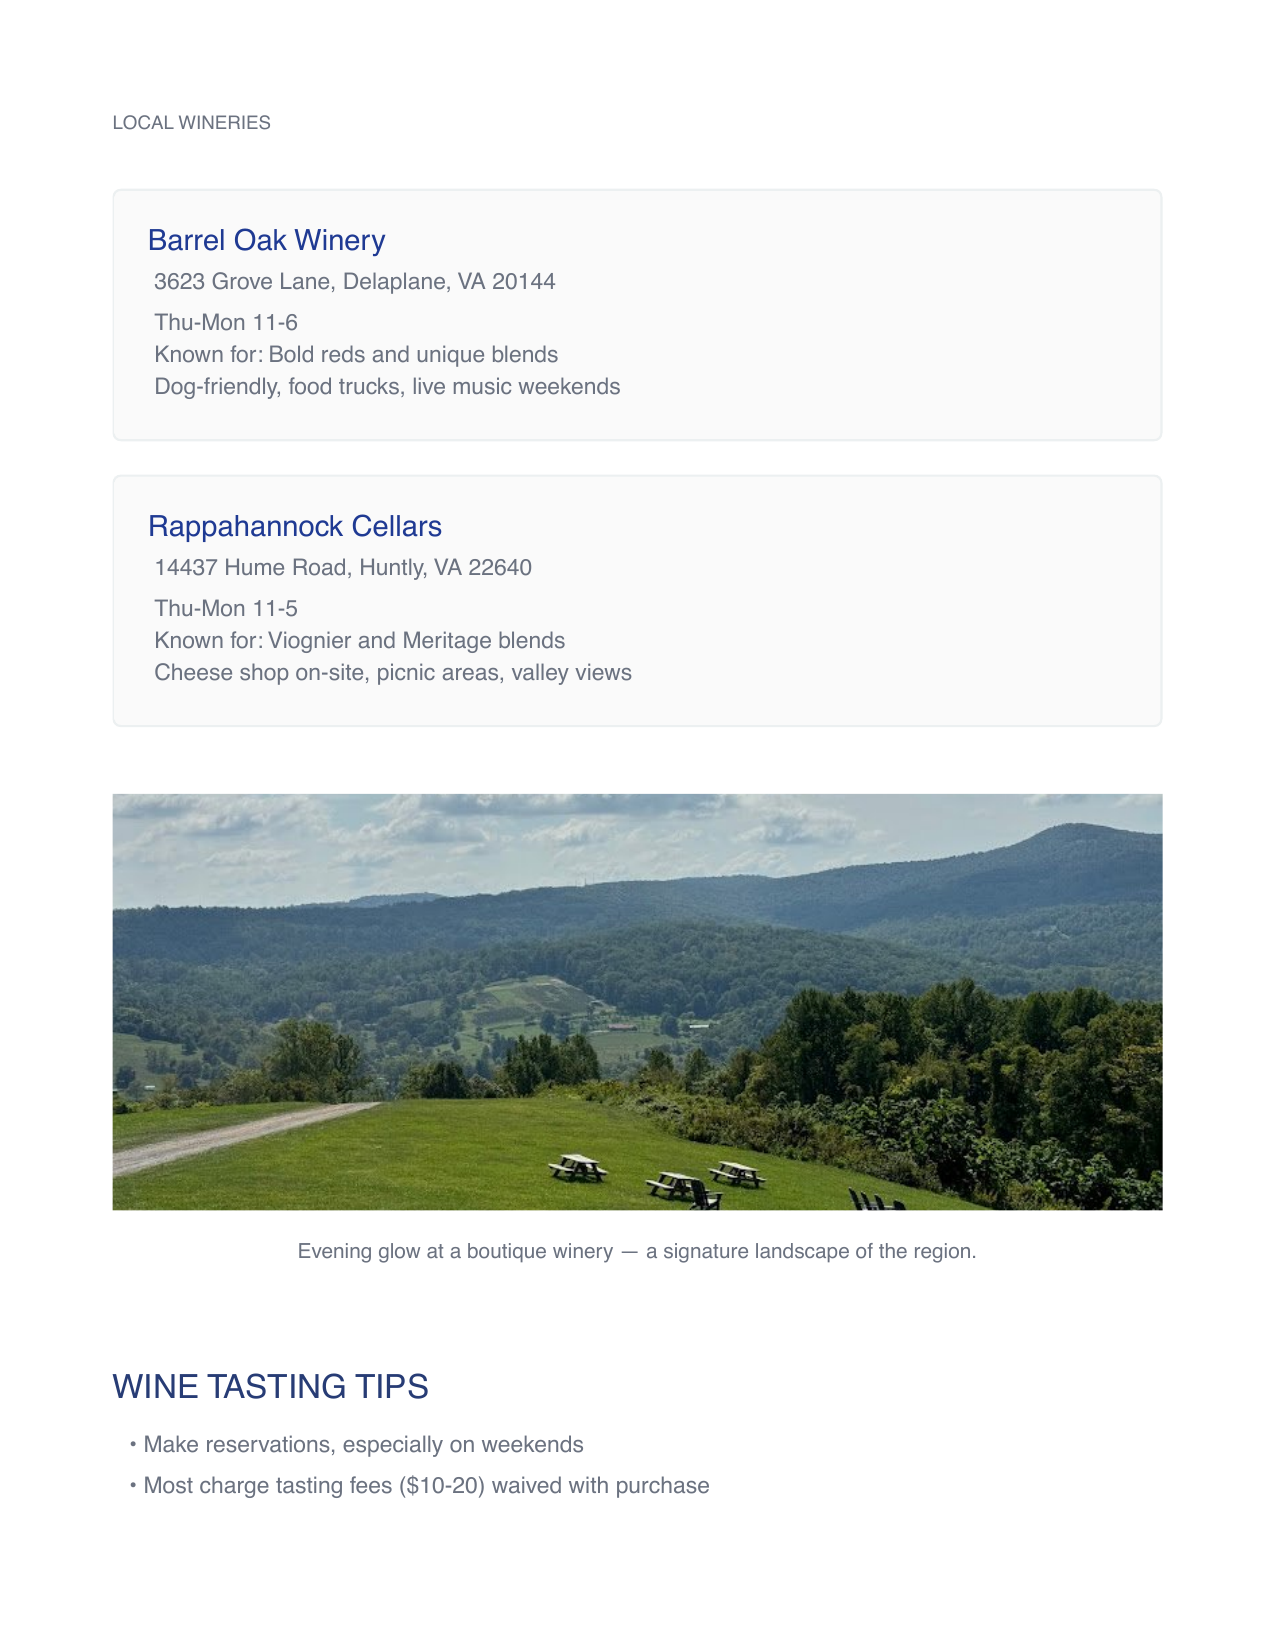 LOCAL WINERIES
Barrel Oak Winery
3623 Grove Lane, Delaplane, VA 20144
Thu-Mon 11-6
Known for: Bold reds and unique blends
Dog-friendly, food trucks, live music weekends
Rappahannock Cellars
14437 Hume Road, Huntly, VA 22640
Thu-Mon 11-5
Known for: Viognier and Meritage blends
Cheese shop on-site, picnic areas, valley views
Evening glow at a boutique winery — a signature landscape of the region.
WINE TASTING TIPS
• Make reservations, especially on weekends
• Most charge tasting fees ($10-20) waived with purchase